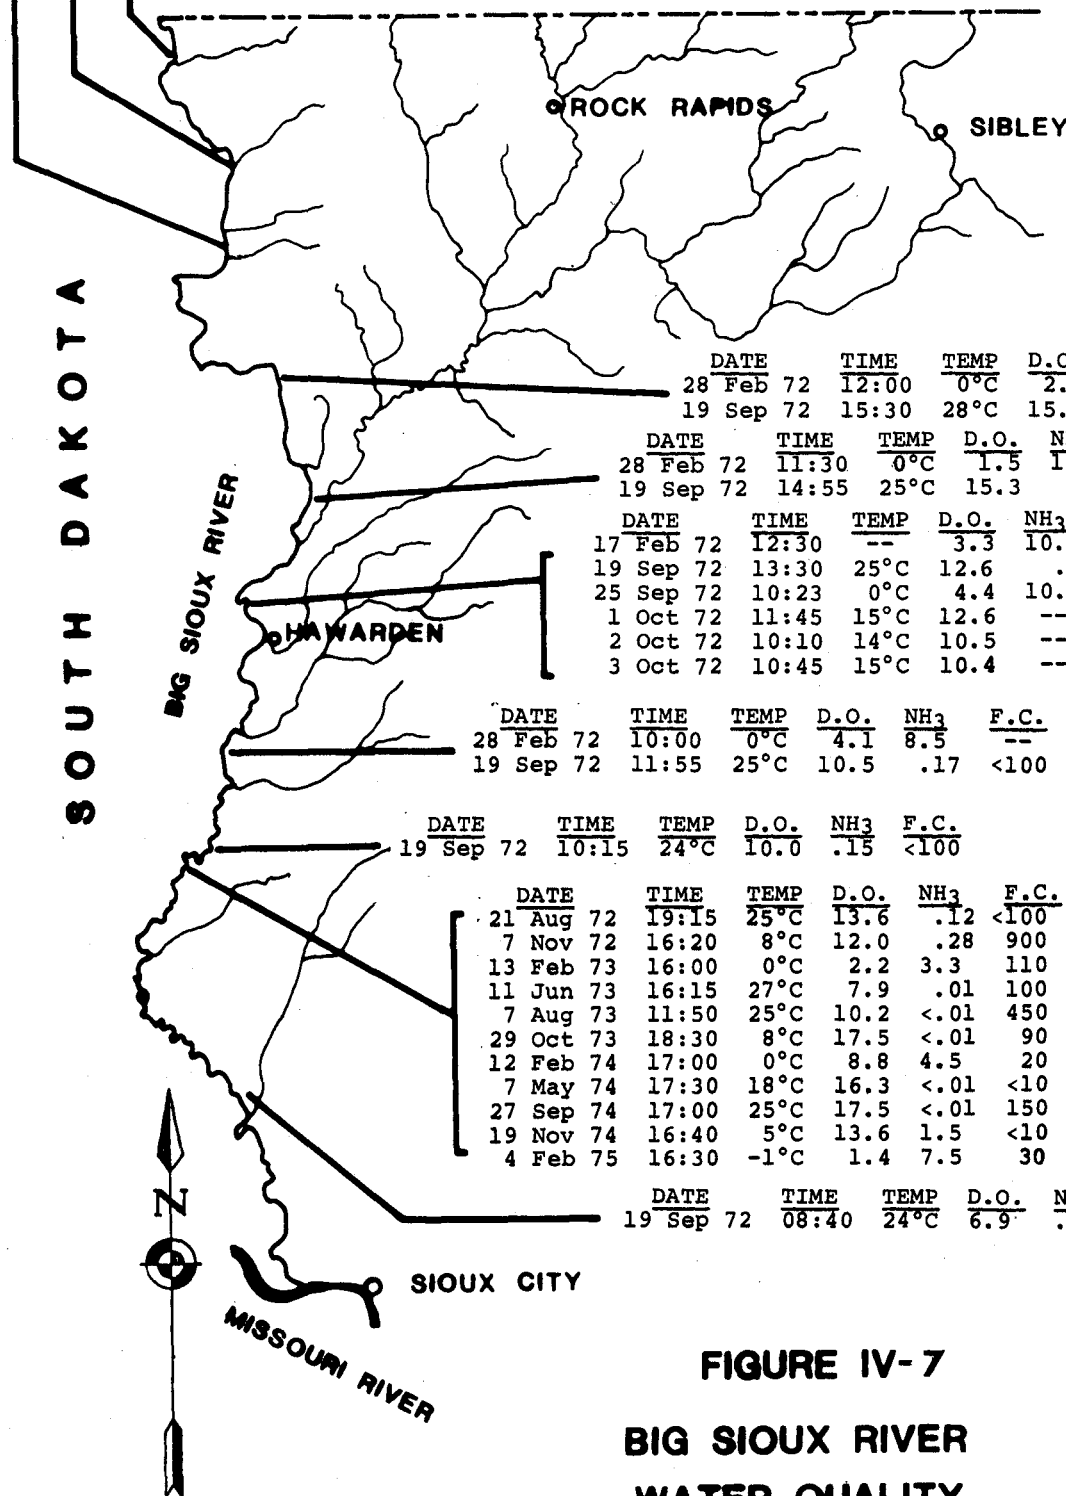 ROCK RAPIDS
SIBLEY
SOUTH DAKOTA
DATE TIME TEMP
28 Feb 72 12:00 0°C 2.
19 Sep 72 15:30 28°C 15.
DATE TIME TEMP D.O.
28 Feb 72 11:30 0°C 1.5 1
19 Sep 72 14:55 25°C 15.3
BIG SIOUX RIVER
DATE TIME TEMP D.O. NH3
17 Feb 72 12:30 -- 3.3 10.
19 Sep 72 13:30 25°C 12.6 .
25 Sep 72 10:23 0°C 4.4 10.
1 Oct 72 11:45 15°C 12.6 --
2 Oct 72 10:10 14°C 10.5 --
3 Oct 72 10:45 15°C 10.4 --
HAWARDEN
DATE TIME TEMP D.O. NH3 F.C.
28 Feb 72 10:00 0°C 4.1 8.5 --
19 Sep 72 11:55 25°C 10.5 .17 <100
DATE TIME TEMP D.O. NH3 F.C.
19 Sep 72 10:15 24°C 10.0 .15 <100
DATE TIME TEMP D.O. NH3 F.C.
21 Aug 72 19:15 25°C 13.6 .12 <100
7 Nov 72 16:20 8°C 12.0 .28 900
13 Feb 73 16:00 0°C 2.2 3.3 110
11 Jun 73 16:15 27°C 7.9 .01 100
7 Aug 73 11:50 25°C 10.2 <.01 450
29 Oct 73 18:30 8°C 17.5 <.01 90
12 Feb 74 17:00 0°C 8.8 4.5 20
7 May 74 17:30 18°C 16.3 <.01 <10
27 Sep 74 17:00 25°C 17.5 <.01 150
19 Nov 74 16:40 5°C 13.6 1.5 <10
4 Feb 75 16:30 -1°C 1.4 7.5 30
DATE TIME TEMP D.O. N
19 Sep 72 08:40 24°C 6.9 .
N
SIOUX CITY
MISSOURI RIVER
FIGURE IV-7
BIG SIOUX RIVER
WATER QUALITY